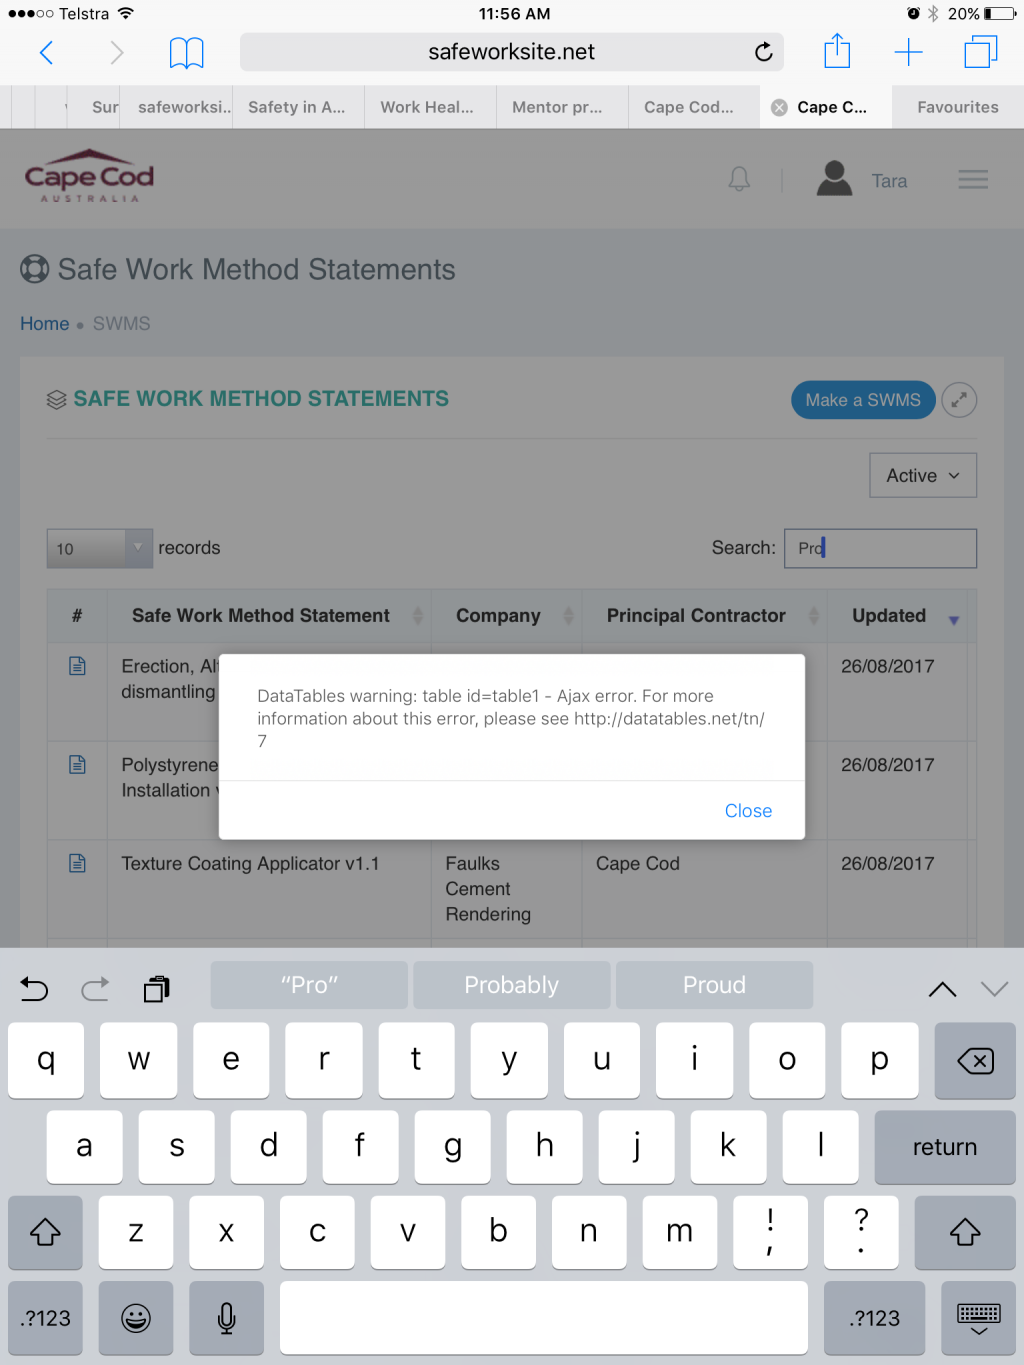 Telstra 11:56 AM 20%
safeworksite.net
Sur safeworksi.. Safety in A... Work Heal... Mentor pr... Cape Cod... Cape C... Favourites
Cape Cod
AUSTRALIA
Tara
Safe Work Method Statements
Home • SWMS
SAFE WORK METHOD STATEMENTS
Make a SWMS
Active
10 records
Search: Pro
# Safe Work Method Statement Company Principal Contractor Updated
Erection, Alt
dismantling
26/08/2017
Polystyrene
Installation
26/08/2017
DataTables warning: table id=table1 - Ajax error. For more
information about this error, please see http://datatables.net/tn/
7
Close
Texture Coating Applicator v1.1
Faulks
Cement
Rendering
Cape Cod
26/08/2017
“Pro” Probably Proud
q w e r t y u i o p
a s d f g h j k l return
z x c v b n m ! , ? .
.?123 .?123